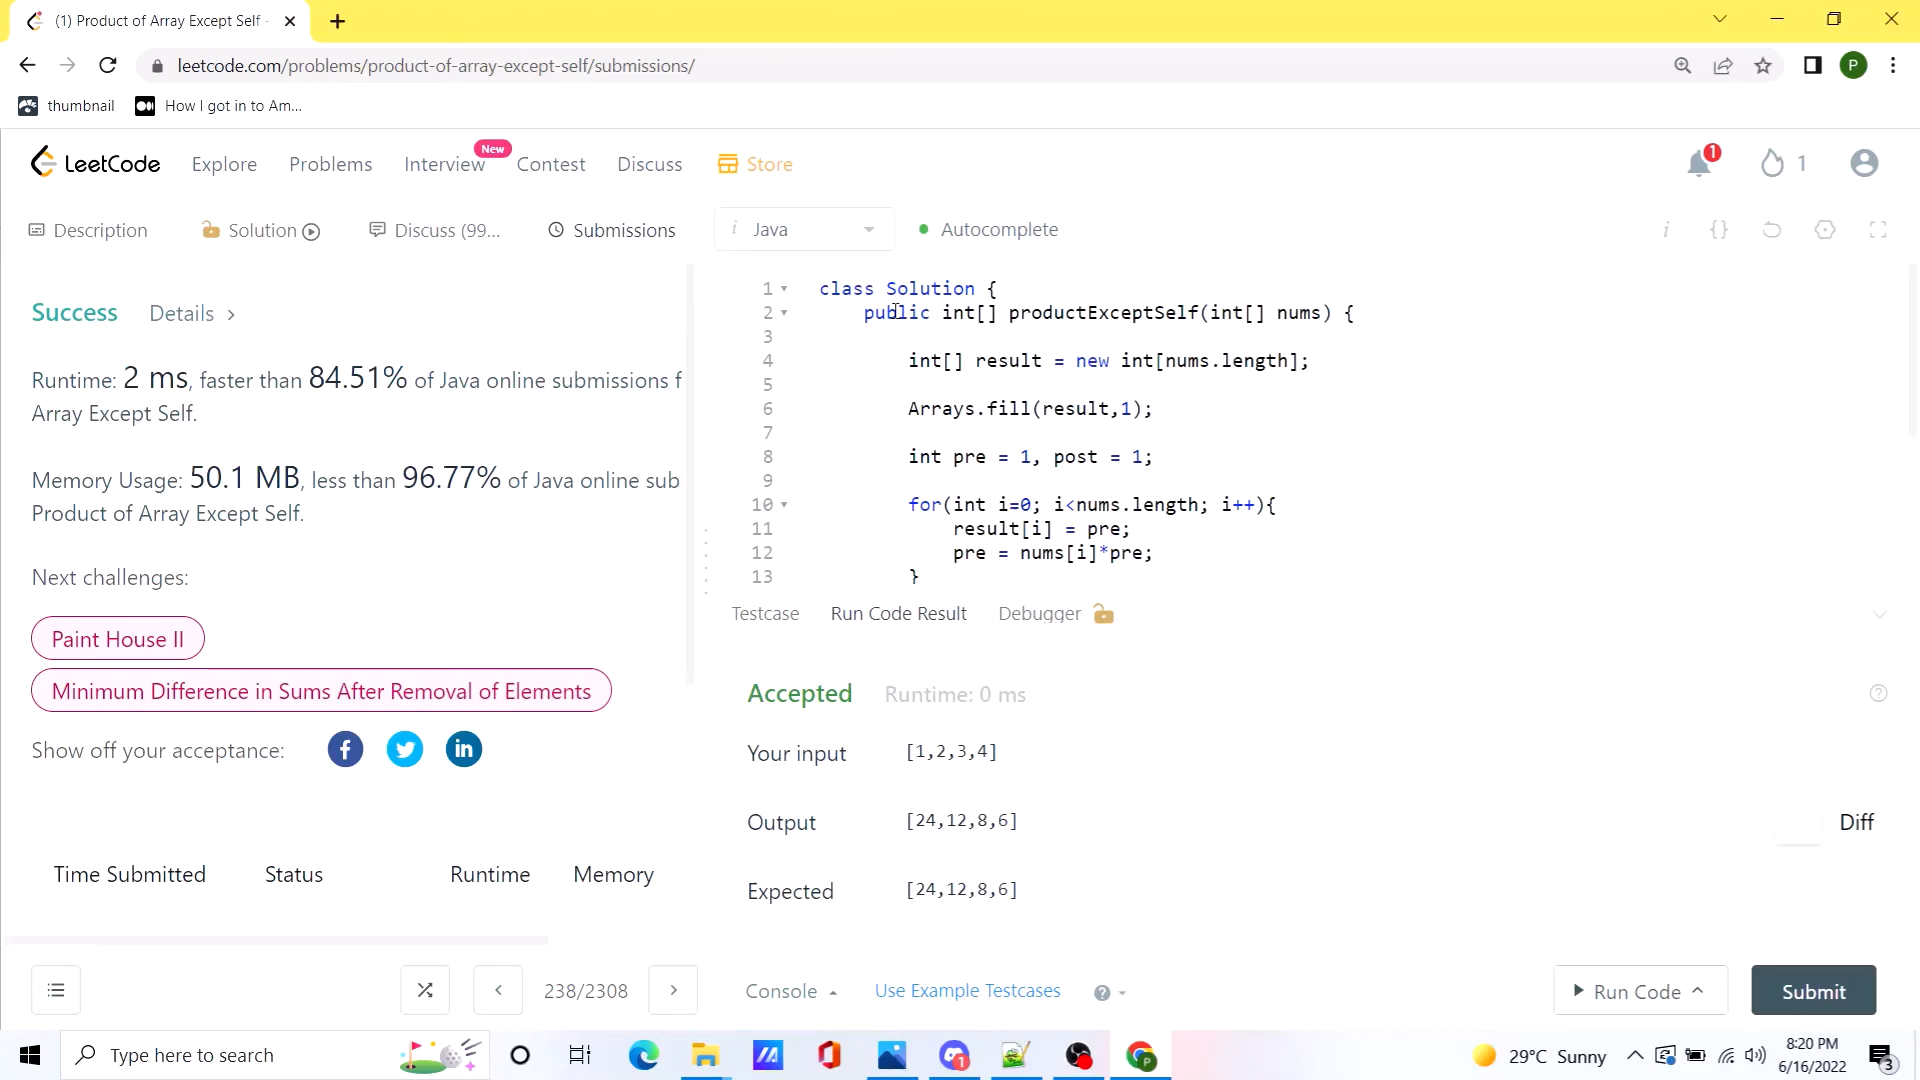 (1) Product of Array Except Self -
leetcode.com/problems/product-of-array-except-self/submissions/
P
thumbnail
How I got in to Am...
LeetCode
Explore
Problems
Interview
New
Contest
Discuss
Store
1
1
Description
Solution
Discuss (99...
Submissions
i Java
Autocomplete
i
{}
Success
Details >
Runtime: 2 ms, faster than 84.51% of Java online submissions f
Array Except Self.
Memory Usage: 50.1 MB, less than 96.77% of Java online sub
Product of Array Except Self.
Next challenges:
Paint House II
Minimum Difference in Sums After Removal of Elements
Show off your acceptance:
f
in
Time Submitted
Status
Runtime
Memory
238/2308
1 class Solution {
2 public int[] productExceptSelf(int[] nums) {
3
4 int[] result = new int[nums.length];
5
6 Arrays.fill(result,1);
7
8 int pre = 1, post = 1;
9
10 for(int i=0; i<nums.length; i++){
11 result[i] = pre;
12 pre = nums[i]*pre;
13 }
Testcase
Run Code Result
Debugger
Accepted
Runtime: 0 ms
?
Your input
[1,2,3,4]
Output
[24,12,8,6]
Diff
Expected
[24,12,8,6]
Console
Use Example Testcases
?
Run Code
Submit
Type here to search
1
P
29°C Sunny
8:20 PM
6/16/2022
3